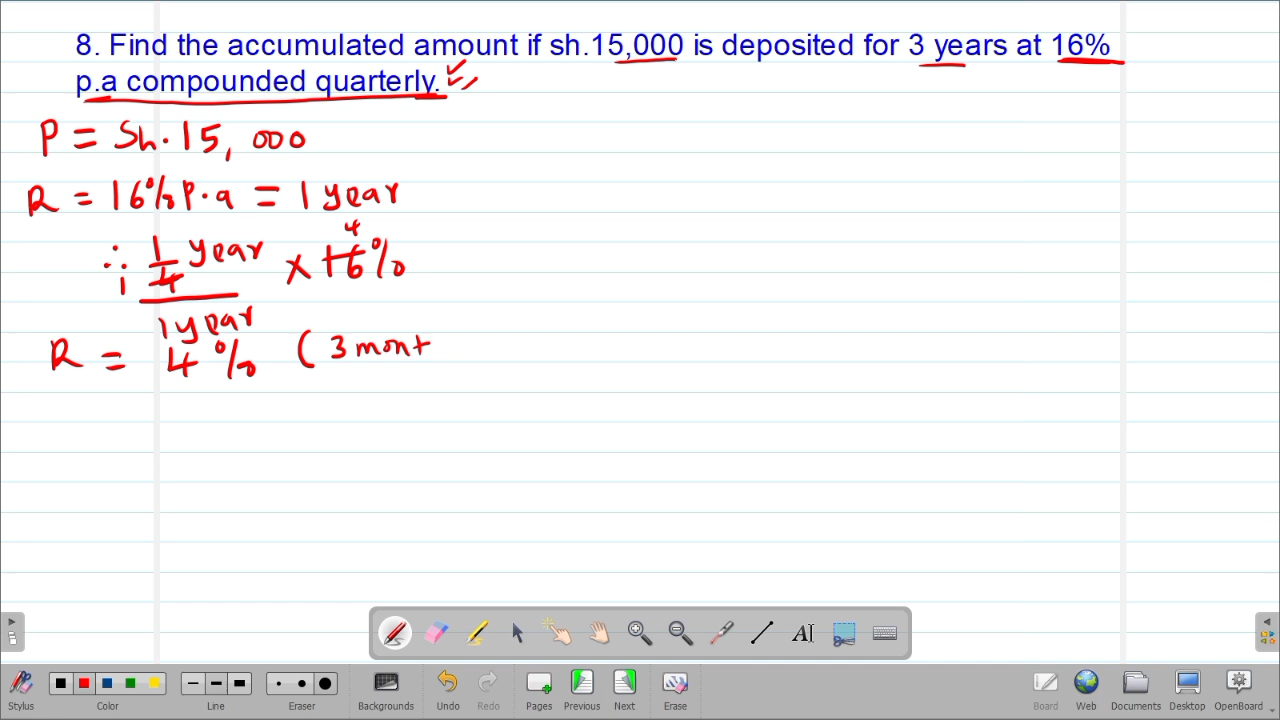 8. Find the accumulated amount if sh.15,000 is deposited for 3 years at 16%
p.a compounded quarterly.
P = Sh. 15, 000
R = 16% P.a = 1 year
∴ 1/4 year × 16% 4
1
1 year
R = 4% ( 3 mont
Stylus Color Line Eraser Backgrounds Undo Redo Pages Previous Next Erase Board Web Documents Desktop OpenBoard